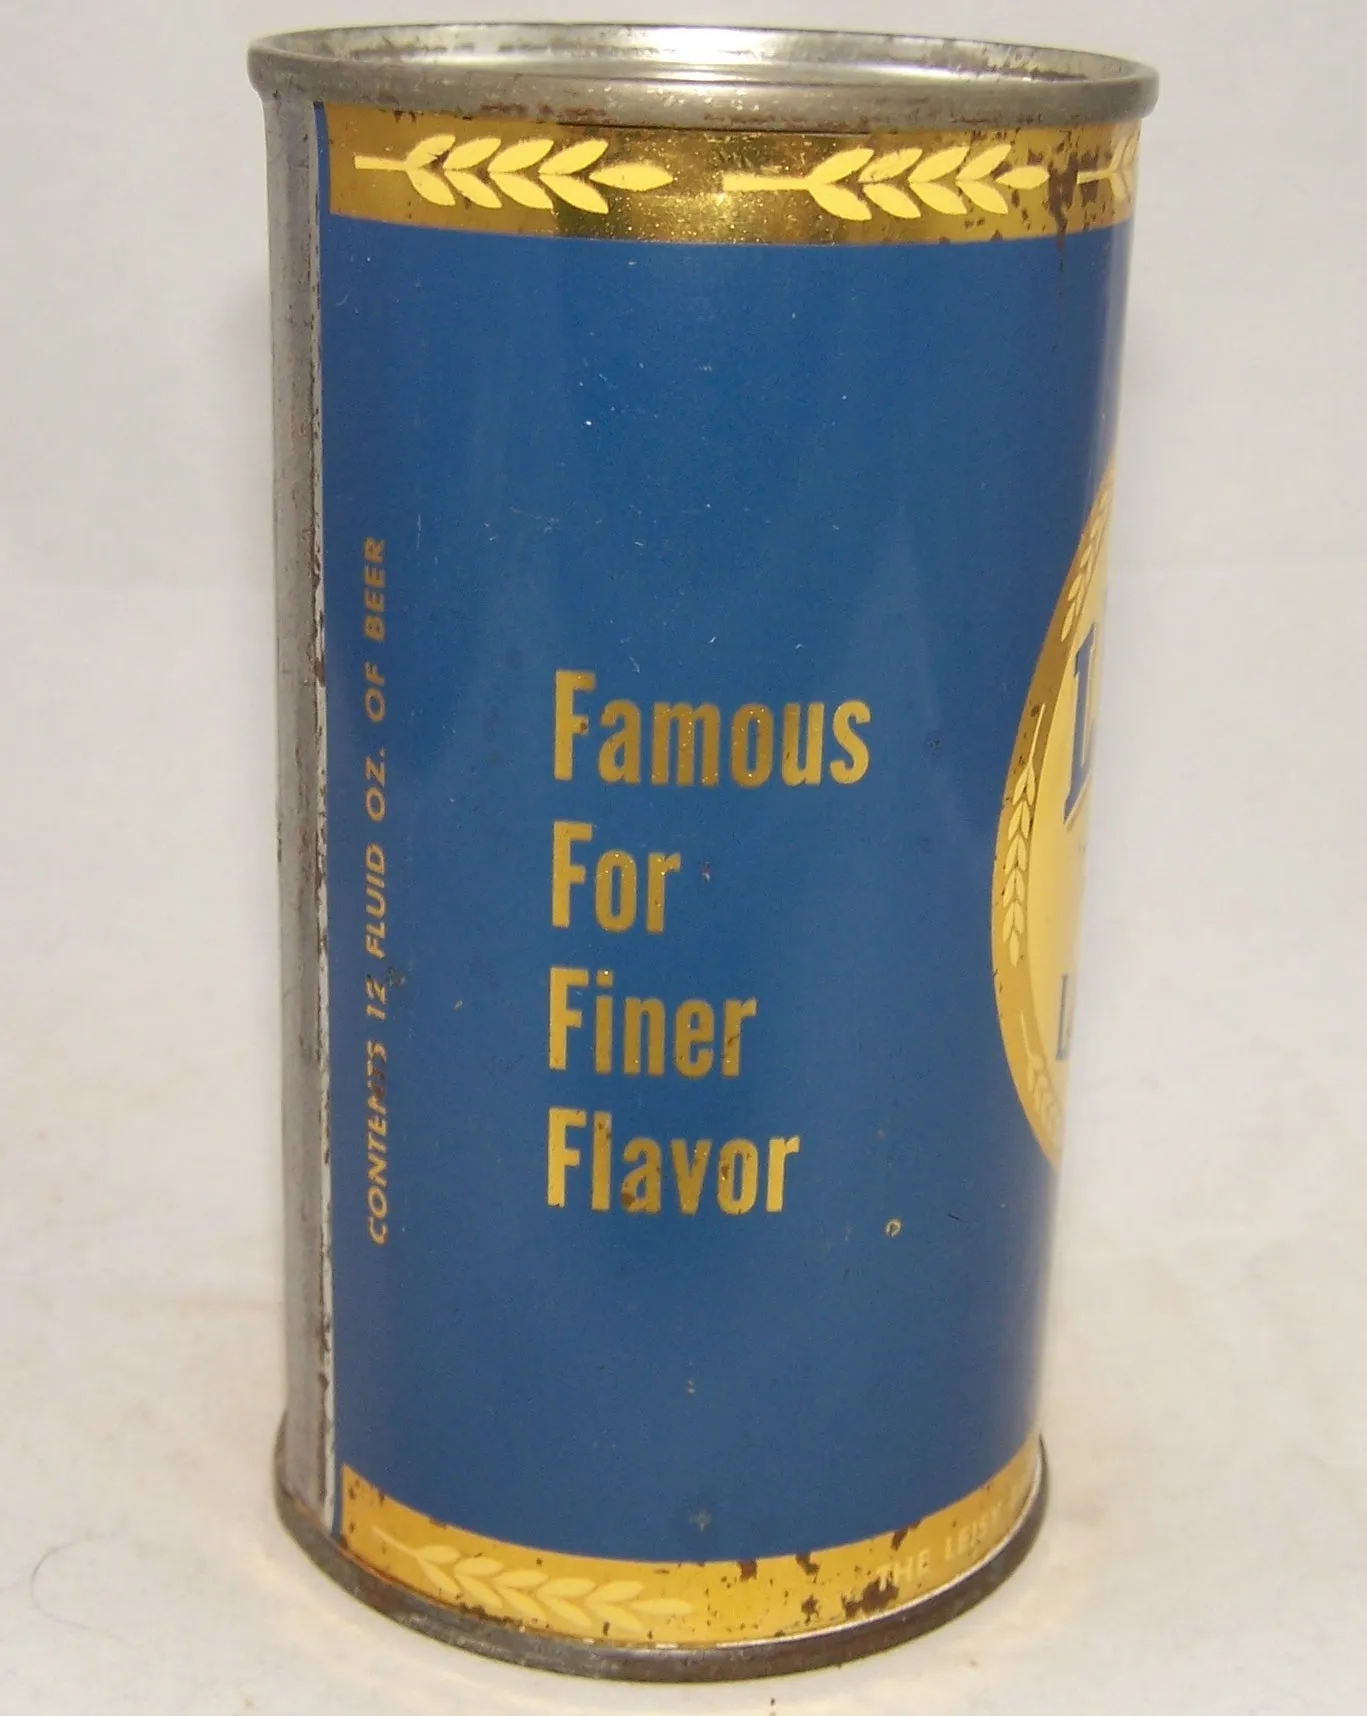 CONTENTS 12 FLUID OZ. OF BEER
Famous
For
Finer
Flavor
THE LEISY